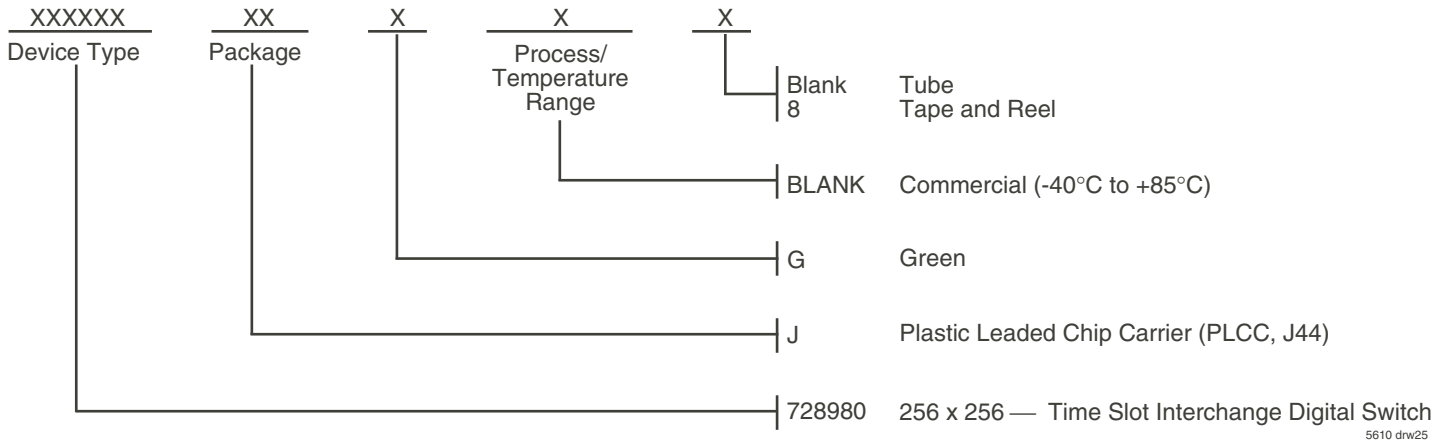 XXXXXX XX X X X
Device Type Package Process/
Temperature
Range
Blank Tube
8 Tape and Reel
BLANK Commercial (-40°C to +85°C)
G Green
J Plastic Leaded Chip Carrier (PLCC, J44)
728980 256 x 256 — Time Slot Interchange Digital Switch
5610 drw25